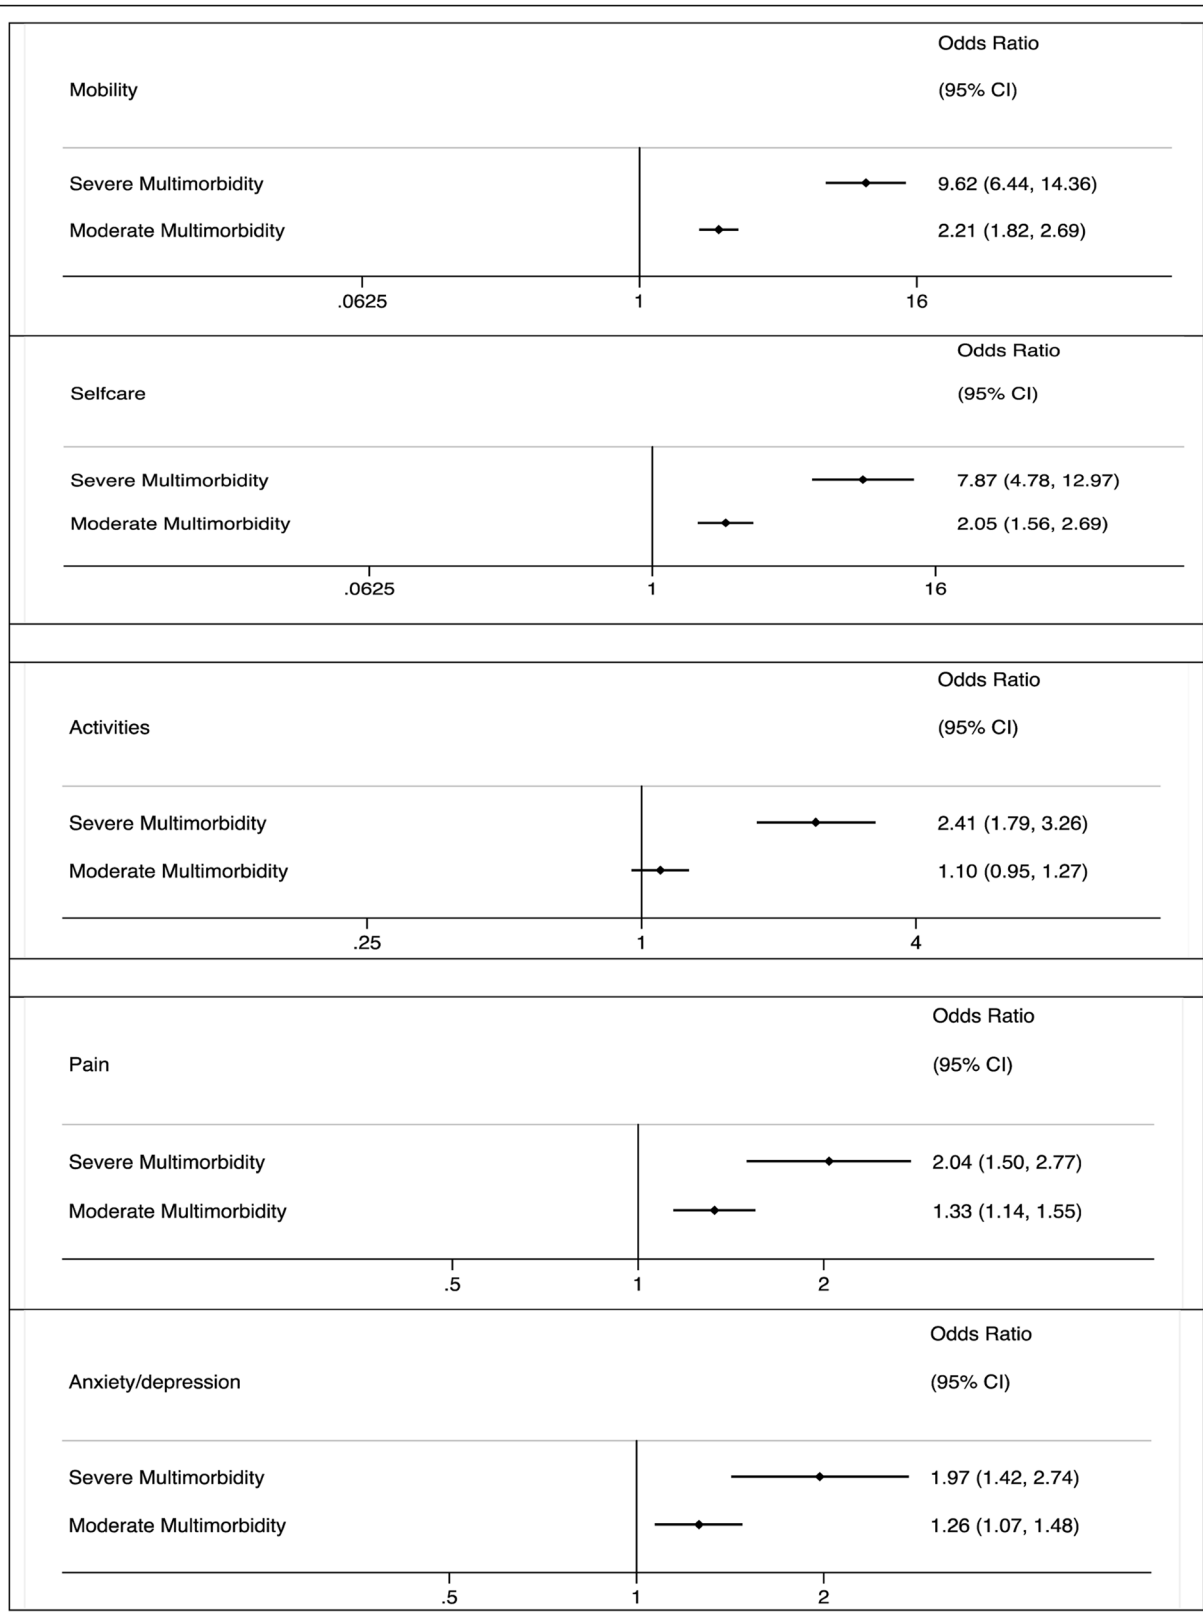 Odds Ratio
Mobility (95% CI)
Severe Multimorbidity 9.62 (6.44, 14.36)
Moderate Multimorbidity 2.21 (1.82, 2.69)
.0625 1 16
Odds Ratio
Selfcare (95% CI)
Severe Multimorbidity 7.87 (4.78, 12.97)
Moderate Multimorbidity 2.05 (1.56, 2.69)
.0625 1 16
Odds Ratio
Activities (95% CI)
Severe Multimorbidity 2.41 (1.79, 3.26)
Moderate Multimorbidity 1.10 (0.95, 1.27)
.25 1 4
Odds Ratio
Pain (95% CI)
Severe Multimorbidity 2.04 (1.50, 2.77)
Moderate Multimorbidity 1.33 (1.14, 1.55)
.5 1 2
Odds Ratio
Anxiety/depression (95% CI)
Severe Multimorbidity 1.97 (1.42, 2.74)
Moderate Multimorbidity 1.26 (1.07, 1.48)
.5 1 2